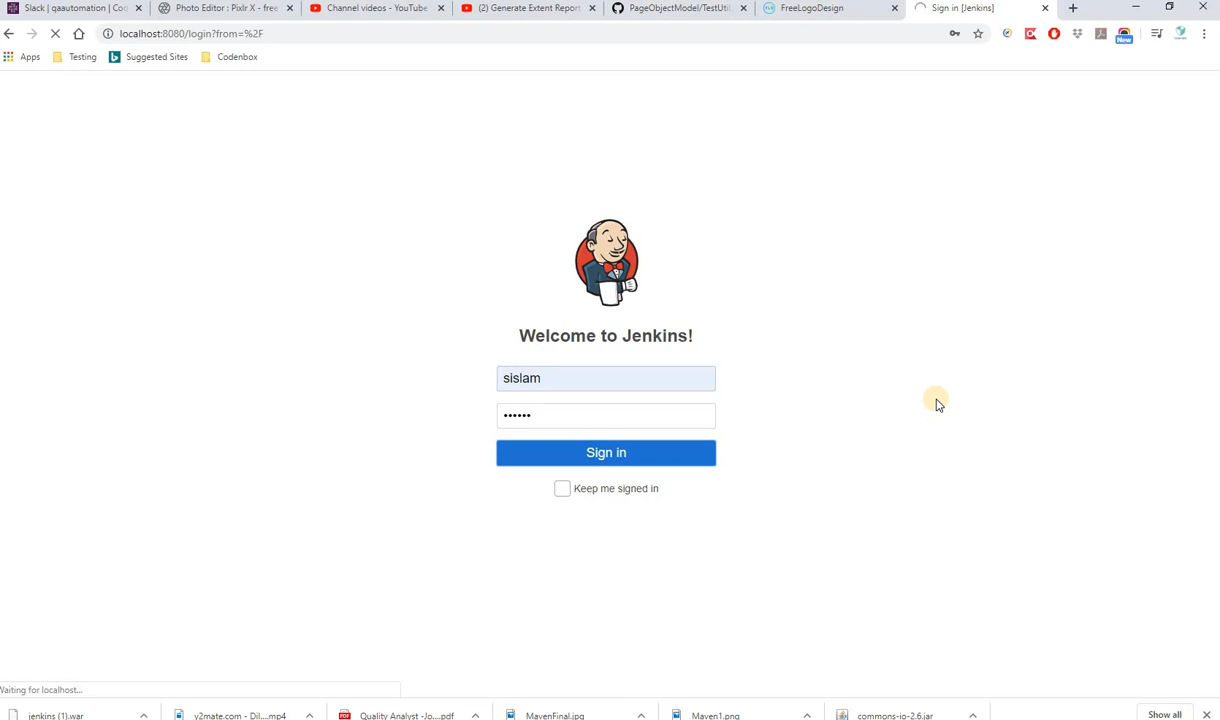 Slack | qaautomation | Coo
Photo Editor : Pixlr X - free
Channel videos - YouTube
(2) Generate Extent Report
PageObjectModel/TestUtil.
FreeLogoDesign
Sign in [Jenkins]
localhost:8080/login?from=%2F
New
Apps
Testing
Suggested Sites
Codenbox
Welcome to Jenkins!
sislam
••••••
Sign in
Keep me signed in
Waiting for localhost...
jenkins (1).war
y2mate.com - Dil....mp4
Quality Analyst -Jo....pdf
MavenFinal.jpg
Maven1.png
commons-io-2.6.jar
Show all